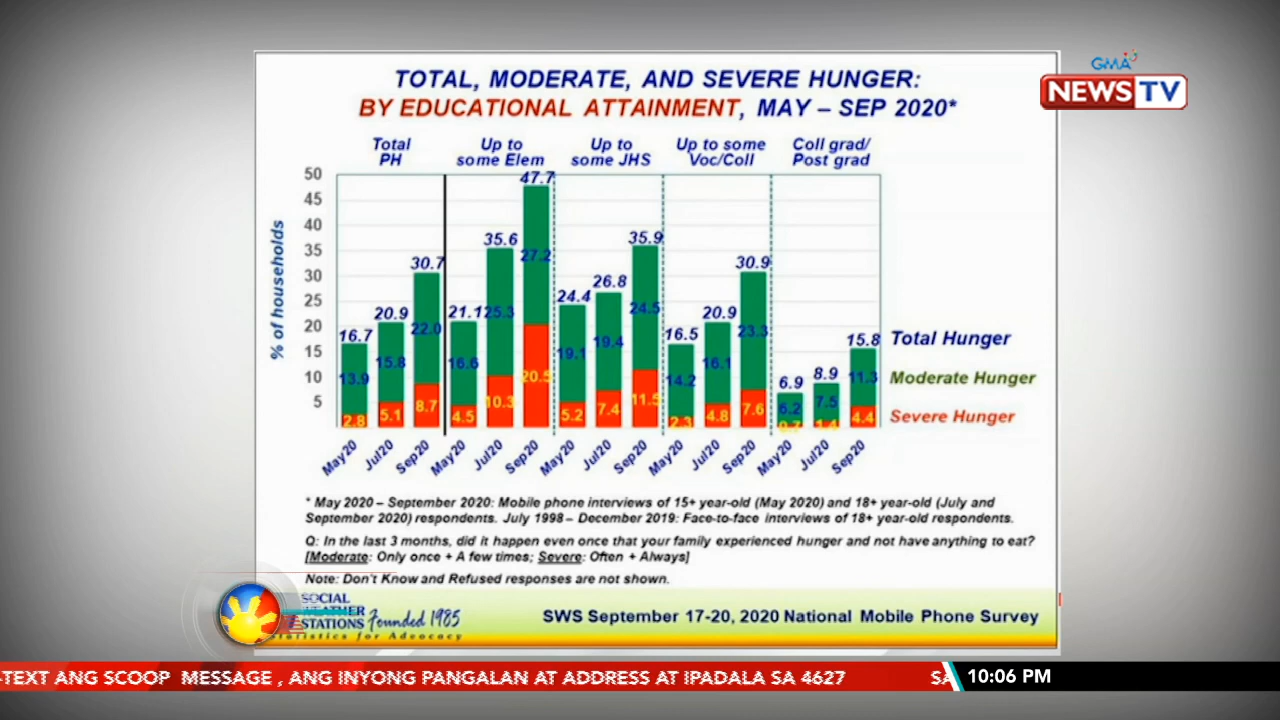 GMA
NEWS TV
TOTAL, MODERATE, AND SEVERE HUNGER:
BY EDUCATIONAL ATTAINMENT, MAY – SEP 2020*
Total PH
Up to some Elem
Up to some JHS
Up to some Voc/Coll
Coll grad/ Post grad
% of households
50
45
40
35
30
25
20
15
10
5
16.7 20.9 30.7 21.1 35.6 47.7 24.4 26.8 35.9 16.5 20.9 30.9 6.9 8.9 15.8
13.9 15.8 22.0 16.6 25.3 27.2 19.1 19.4 24.5 14.2 16.1 23.3 6.2 7.5 11.3
2.8 5.1 8.7 4.5 10.3 20.5 5.2 7.4 11.5 2.3 4.8 7.6 0.7 1.4 4.4
May20 Jul20 Sep20 May20 Jul20 Sep20 May20 Jul20 Sep20 May20 Jul20 Sep20 May20 Jul20 Sep20
Total Hunger
Moderate Hunger
Severe Hunger
* May 2020 – September 2020: Mobile phone interviews of 15+ year-old (May 2020) and 18+ year-old (July and
September 2020) respondents. July 1998 – December 2019: Face-to-face interviews of 18+ year-old respondents.
Q: In the last 3 months, did it happen even once that your family experienced hunger and not have anything to eat?
[Moderate: Only once + A few times; Severe: Often + Always]
Note: Don't Know and Refused responses are not shown.
SOCIAL
WEATHER
STATIONS Founded 1985
Statistics for Advocacy
SWS September 17-20, 2020 National Mobile Phone Survey
-TEXT ANG SCOOP MESSAGE , ANG INYONG PANGALAN AT ADDRESS AT IPADALA SA 4627 SA
10:06 PM